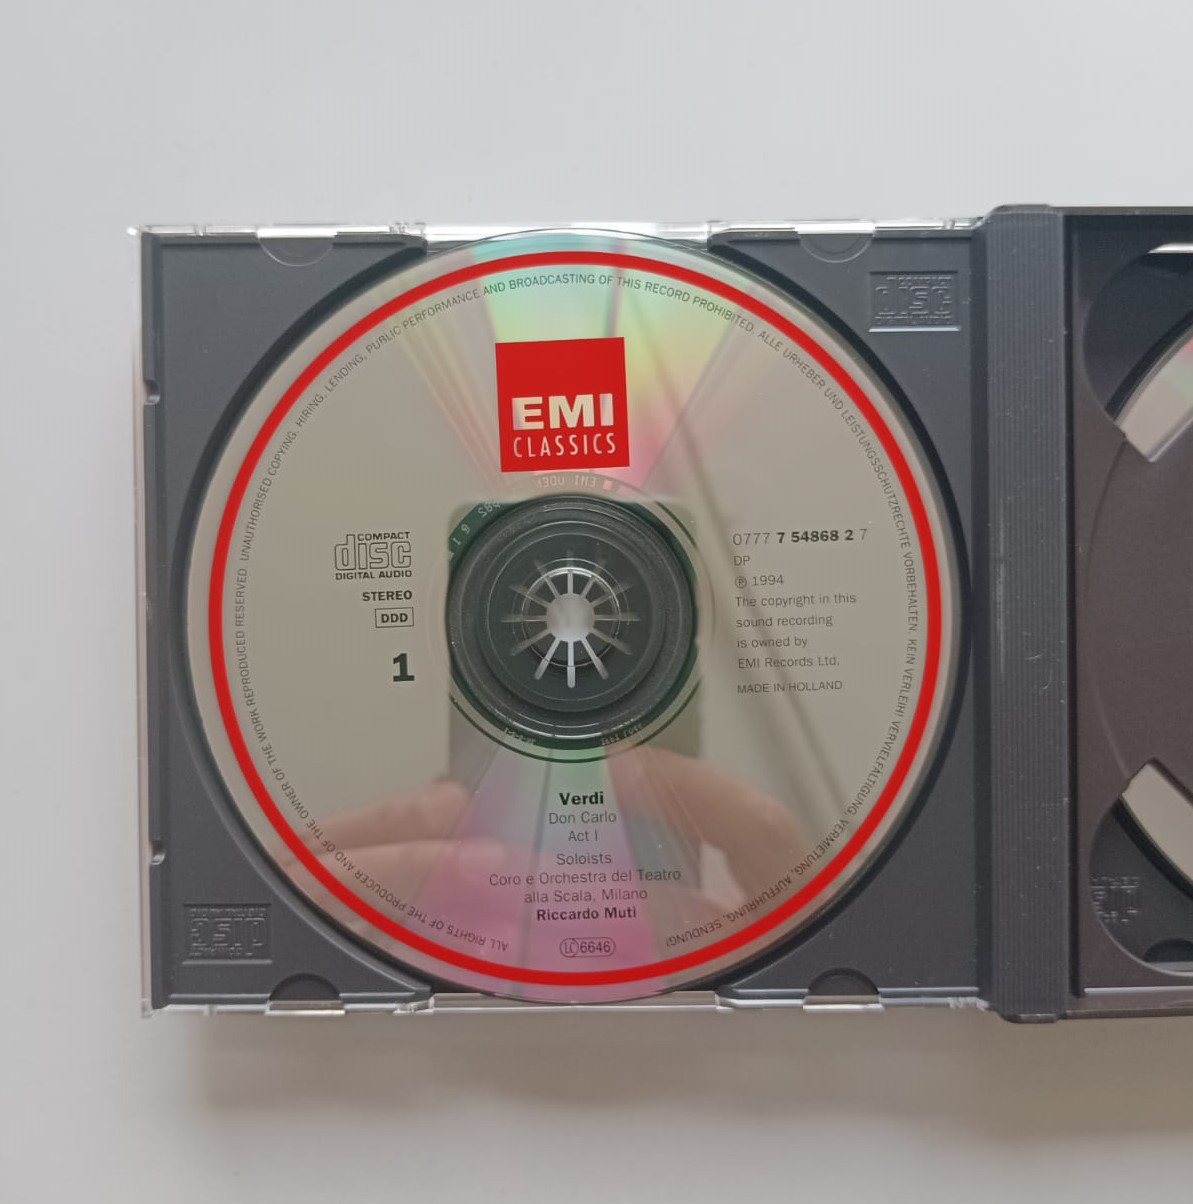 UNAUTHORISED COPYING, HIRING, LENDING, PUBLIC PERFORMANCE AND BROADCASTING OF THIS RECORD PROHIBITED. ALLE URHEBER UND LEISTUNGSSCHUTZRECHTE VORBEHALTEN. KEIN VERLEIH! VERVIELFÄLTIGUNG, VERMIETUNG, AUFFÜHRUNG, SENDUNG!
ALL RIGHTS OF THE PRODUCER AND OF THE OWNER OF THE WORK REPRODUCED RESERVED
EMI
CLASSICS
COMPACT
disc
DIGITAL AUDIO
STEREO
DDD
1
0777 7 54868 2 7
DP
℗ 1994
The copyright in this
sound recording
is owned by
EMI Records Ltd.
MADE IN HOLLAND
Verdi
Don Carlo
Act I
Soloists
Coro e Orchestra del Teatro
alla Scala, Milano
Riccardo Muti
LC 6646